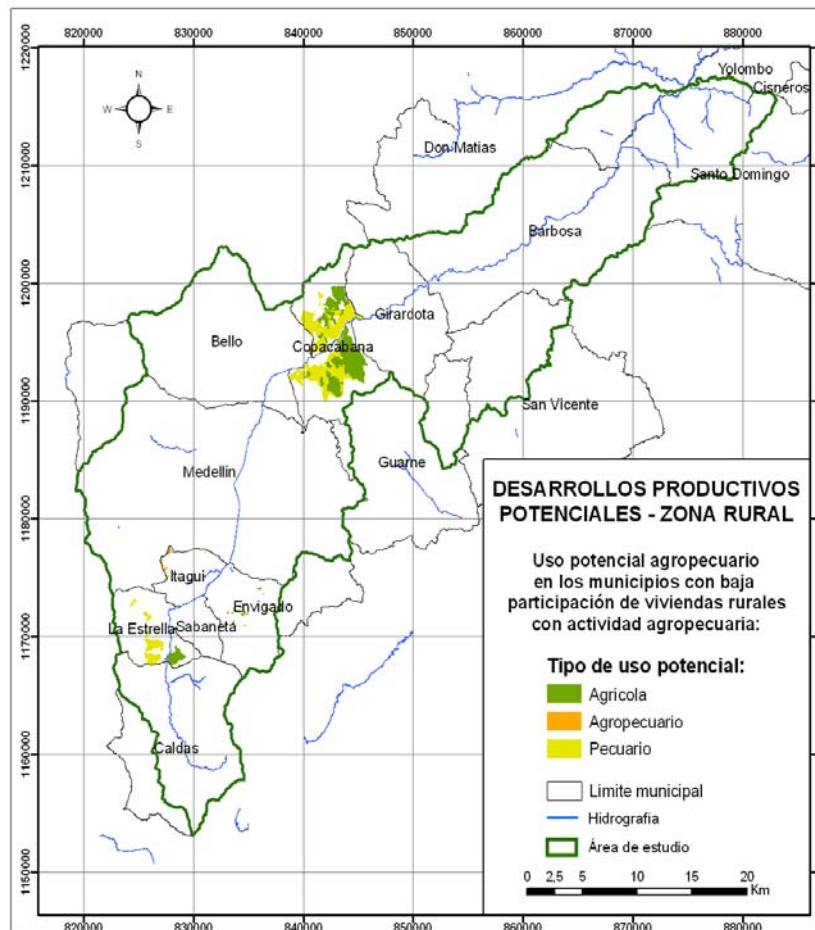 820000 830000 840000 850000 860000 870000 880000
1220000
1210000
1200000
1190000
1180000
1170000
1160000
1150000
N
W E
S
Yolombo
Cisneros
Don Matias
Santo Domingo
Barbosa
Girardota
Bello
Copacabana
San Vicente
Guarne
Medellín
Itagui
Envigado
La Estrella
Sabaneta
Caldas
DESARROLLOS PRODUCTIVOS
POTENCIALES - ZONA RURAL
Uso potencial agropecuario
en los municipios con baja
participación de viviendas rurales
con actividad agropecuaria:
Tipo de uso potencial:
Agrícola
Agropecuario
Pecuario
Límite municipal
Hidrografía
Área de estudio
0 2,5 5 10 15 20
Km
820000 830000 840000 850000 860000 870000 880000